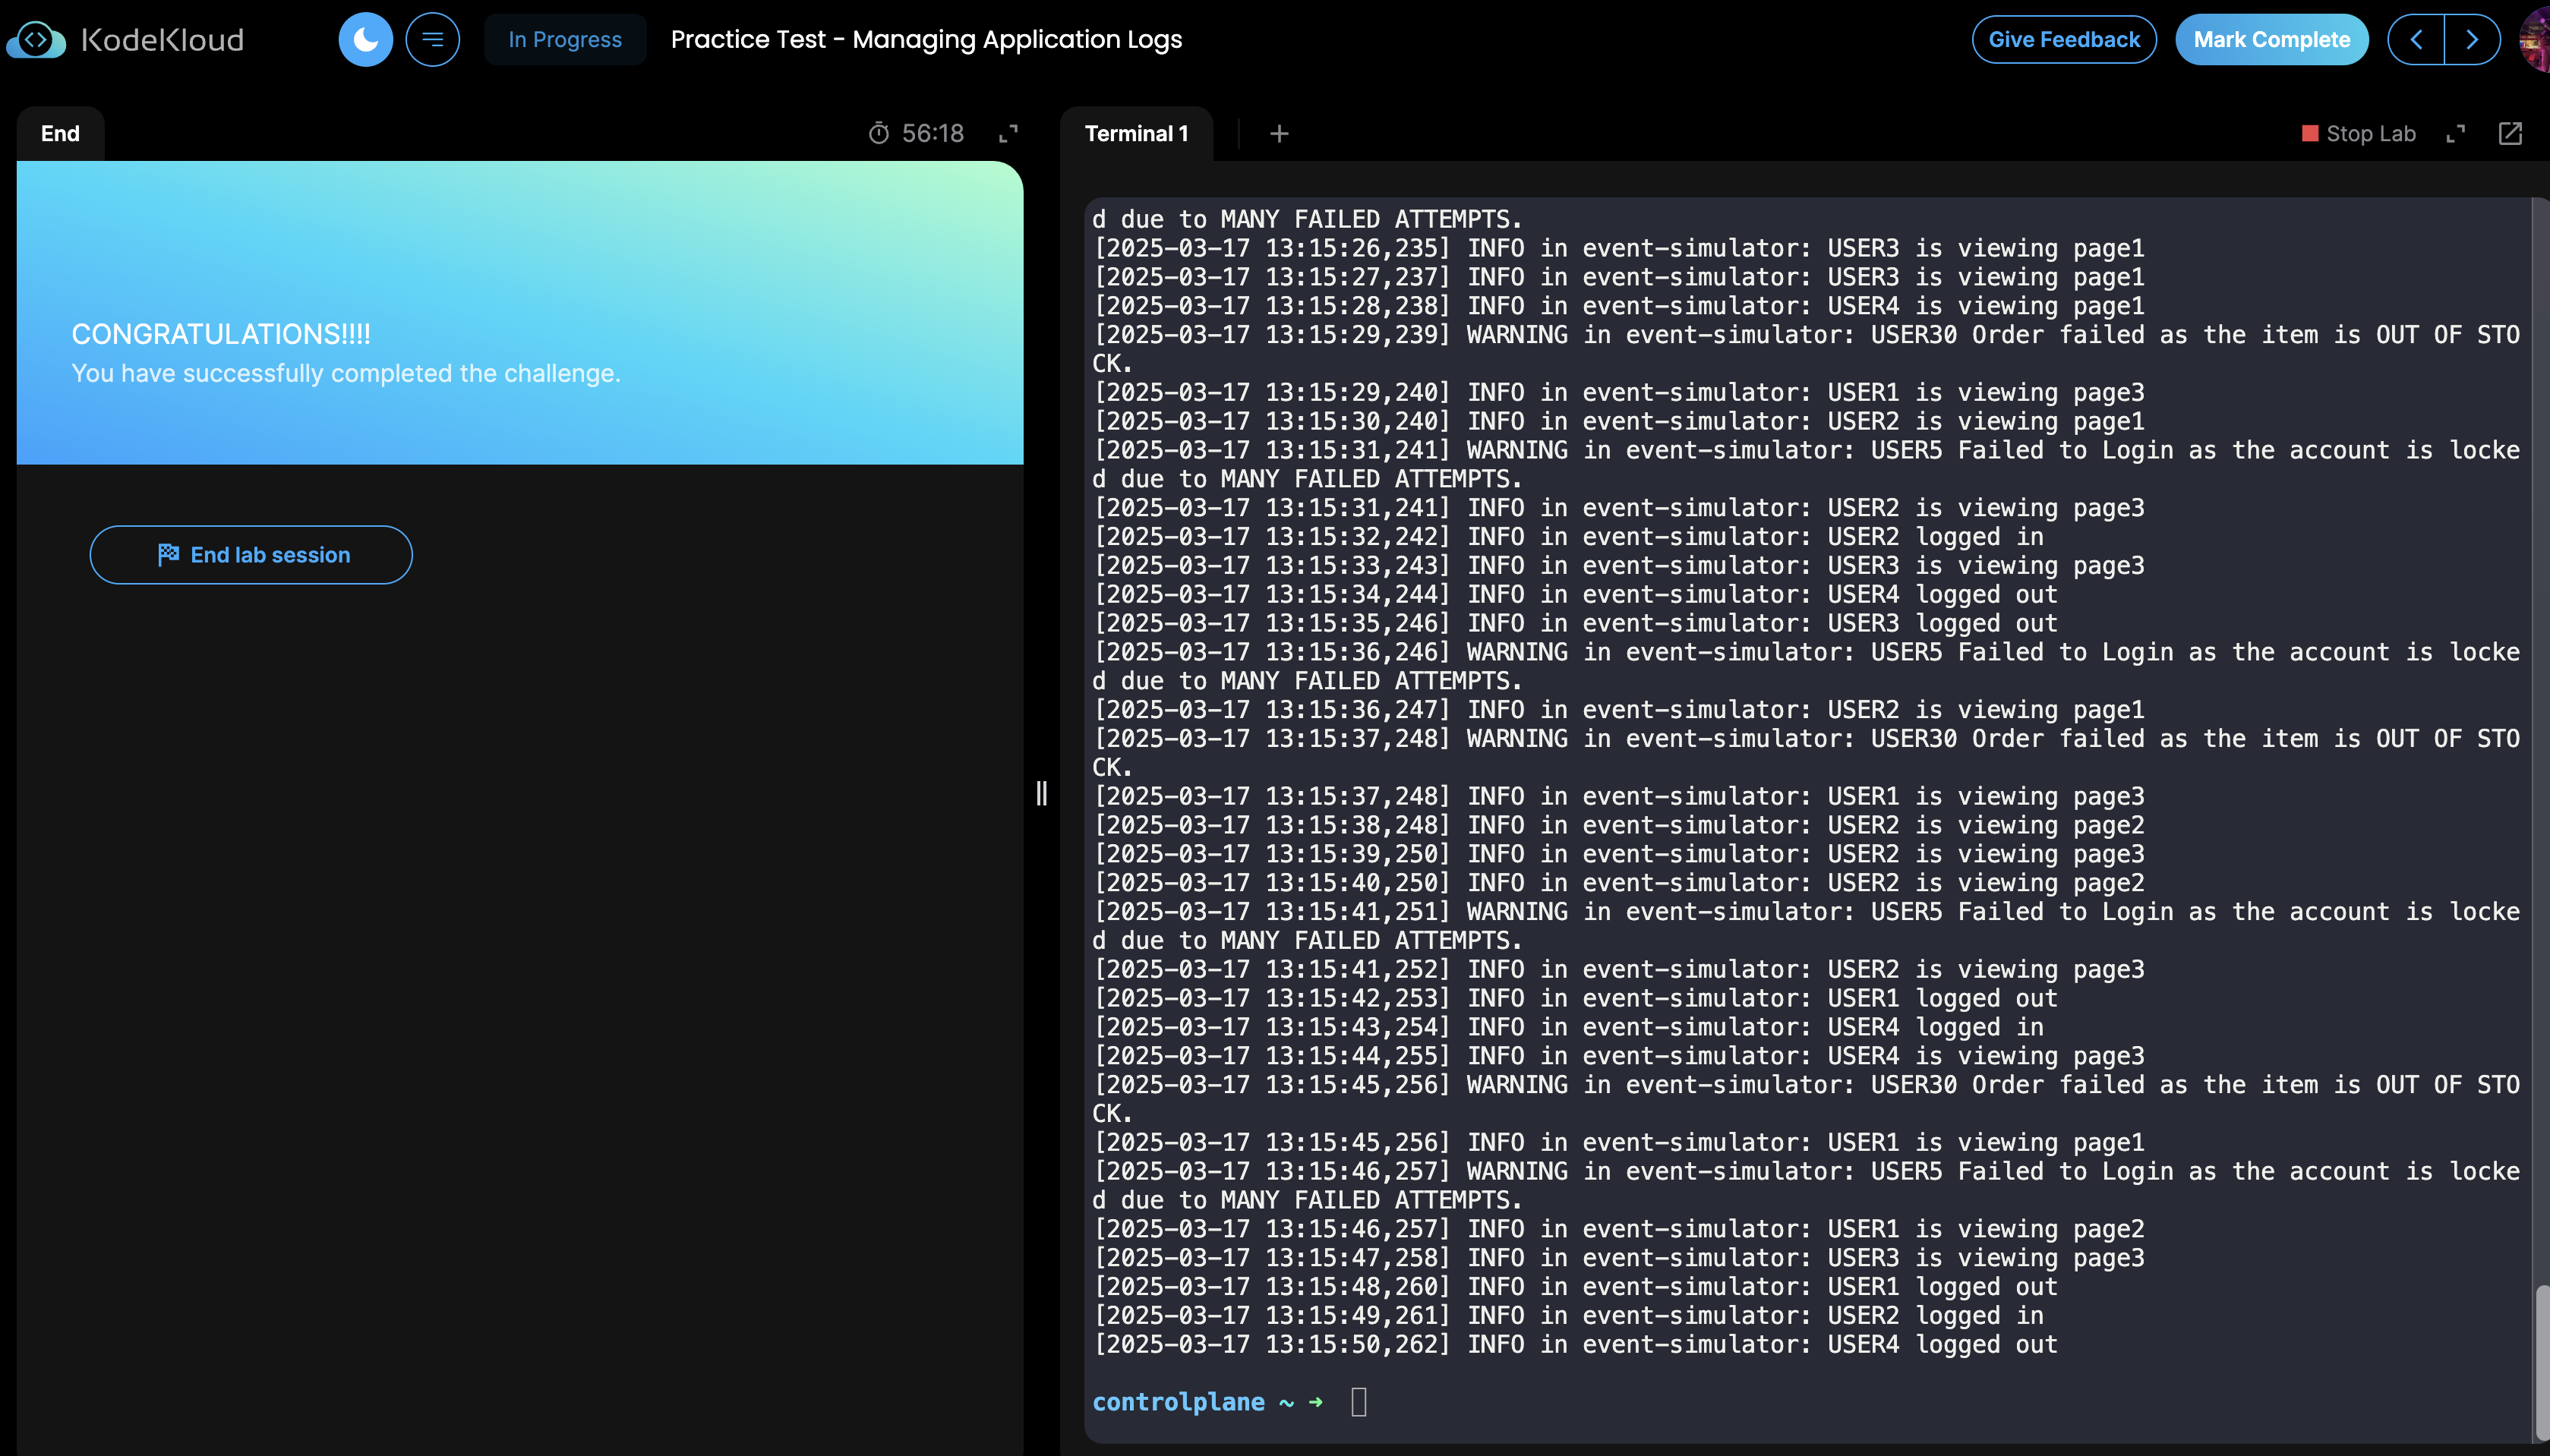 KodeKloud
In Progress
Practice Test - Managing Application Logs
Give Feedback
Mark Complete
End
56:18
CONGRATULATIONS!!!!
You have successfully completed the challenge.
End lab session
Terminal 1
+
Stop Lab
d due to MANY FAILED ATTEMPTS.
[2025-03-17 13:15:26,235] INFO in event-simulator: USER3 is viewing page1
[2025-03-17 13:15:27,237] INFO in event-simulator: USER3 is viewing page1
[2025-03-17 13:15:28,238] INFO in event-simulator: USER4 is viewing page1
[2025-03-17 13:15:29,239] WARNING in event-simulator: USER30 Order failed as the item is OUT OF STO
CK.
[2025-03-17 13:15:29,240] INFO in event-simulator: USER1 is viewing page3
[2025-03-17 13:15:30,240] INFO in event-simulator: USER2 is viewing page1
[2025-03-17 13:15:31,241] WARNING in event-simulator: USER5 Failed to Login as the account is locke
d due to MANY FAILED ATTEMPTS.
[2025-03-17 13:15:31,241] INFO in event-simulator: USER2 is viewing page3
[2025-03-17 13:15:32,242] INFO in event-simulator: USER2 logged in
[2025-03-17 13:15:33,243] INFO in event-simulator: USER3 is viewing page3
[2025-03-17 13:15:34,244] INFO in event-simulator: USER4 logged out
[2025-03-17 13:15:35,246] INFO in event-simulator: USER3 logged out
[2025-03-17 13:15:36,246] WARNING in event-simulator: USER5 Failed to Login as the account is locke
d due to MANY FAILED ATTEMPTS.
[2025-03-17 13:15:36,247] INFO in event-simulator: USER2 is viewing page1
[2025-03-17 13:15:37,248] WARNING in event-simulator: USER30 Order failed as the item is OUT OF STO
CK.
[2025-03-17 13:15:37,248] INFO in event-simulator: USER1 is viewing page3
[2025-03-17 13:15:38,248] INFO in event-simulator: USER2 is viewing page2
[2025-03-17 13:15:39,250] INFO in event-simulator: USER2 is viewing page3
[2025-03-17 13:15:40,250] INFO in event-simulator: USER2 is viewing page2
[2025-03-17 13:15:41,251] WARNING in event-simulator: USER5 Failed to Login as the account is locke
d due to MANY FAILED ATTEMPTS.
[2025-03-17 13:15:41,252] INFO in event-simulator: USER2 is viewing page3
[2025-03-17 13:15:42,253] INFO in event-simulator: USER1 logged out
[2025-03-17 13:15:43,254] INFO in event-simulator: USER4 logged in
[2025-03-17 13:15:44,255] INFO in event-simulator: USER4 is viewing page3
[2025-03-17 13:15:45,256] WARNING in event-simulator: USER30 Order failed as the item is OUT OF STO
CK.
[2025-03-17 13:15:45,256] INFO in event-simulator: USER1 is viewing page1
[2025-03-17 13:15:46,257] WARNING in event-simulator: USER5 Failed to Login as the account is locke
d due to MANY FAILED ATTEMPTS.
[2025-03-17 13:15:46,257] INFO in event-simulator: USER1 is viewing page2
[2025-03-17 13:15:47,258] INFO in event-simulator: USER3 is viewing page3
[2025-03-17 13:15:48,260] INFO in event-simulator: USER1 logged out
[2025-03-17 13:15:49,261] INFO in event-simulator: USER2 logged in
[2025-03-17 13:15:50,262] INFO in event-simulator: USER4 logged out
controlplane ~ ➜